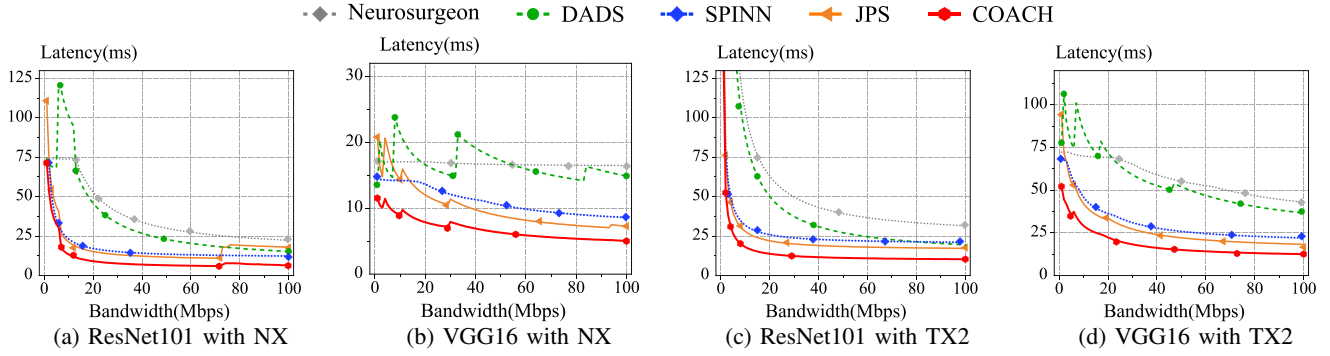 Neurosurgeon DADS SPINN JPS COACH
Latency(ms)
125
100
75
50
25
0
0 20 40 60 80 100
Bandwidth(Mbps)
(a) ResNet101 with NX
Latency(ms)
30
20
10
0
0 20 40 60 80 100
Bandwidth(Mbps)
(b) VGG16 with NX
Latency(ms)
125
100
75
50
25
0
0 20 40 60 80 100
Bandwidth(Mbps)
(c) ResNet101 with TX2
Latency(ms)
100
75
50
25
0
0 20 40 60 80 100
Bandwidth(Mbps)
(d) VGG16 with TX2